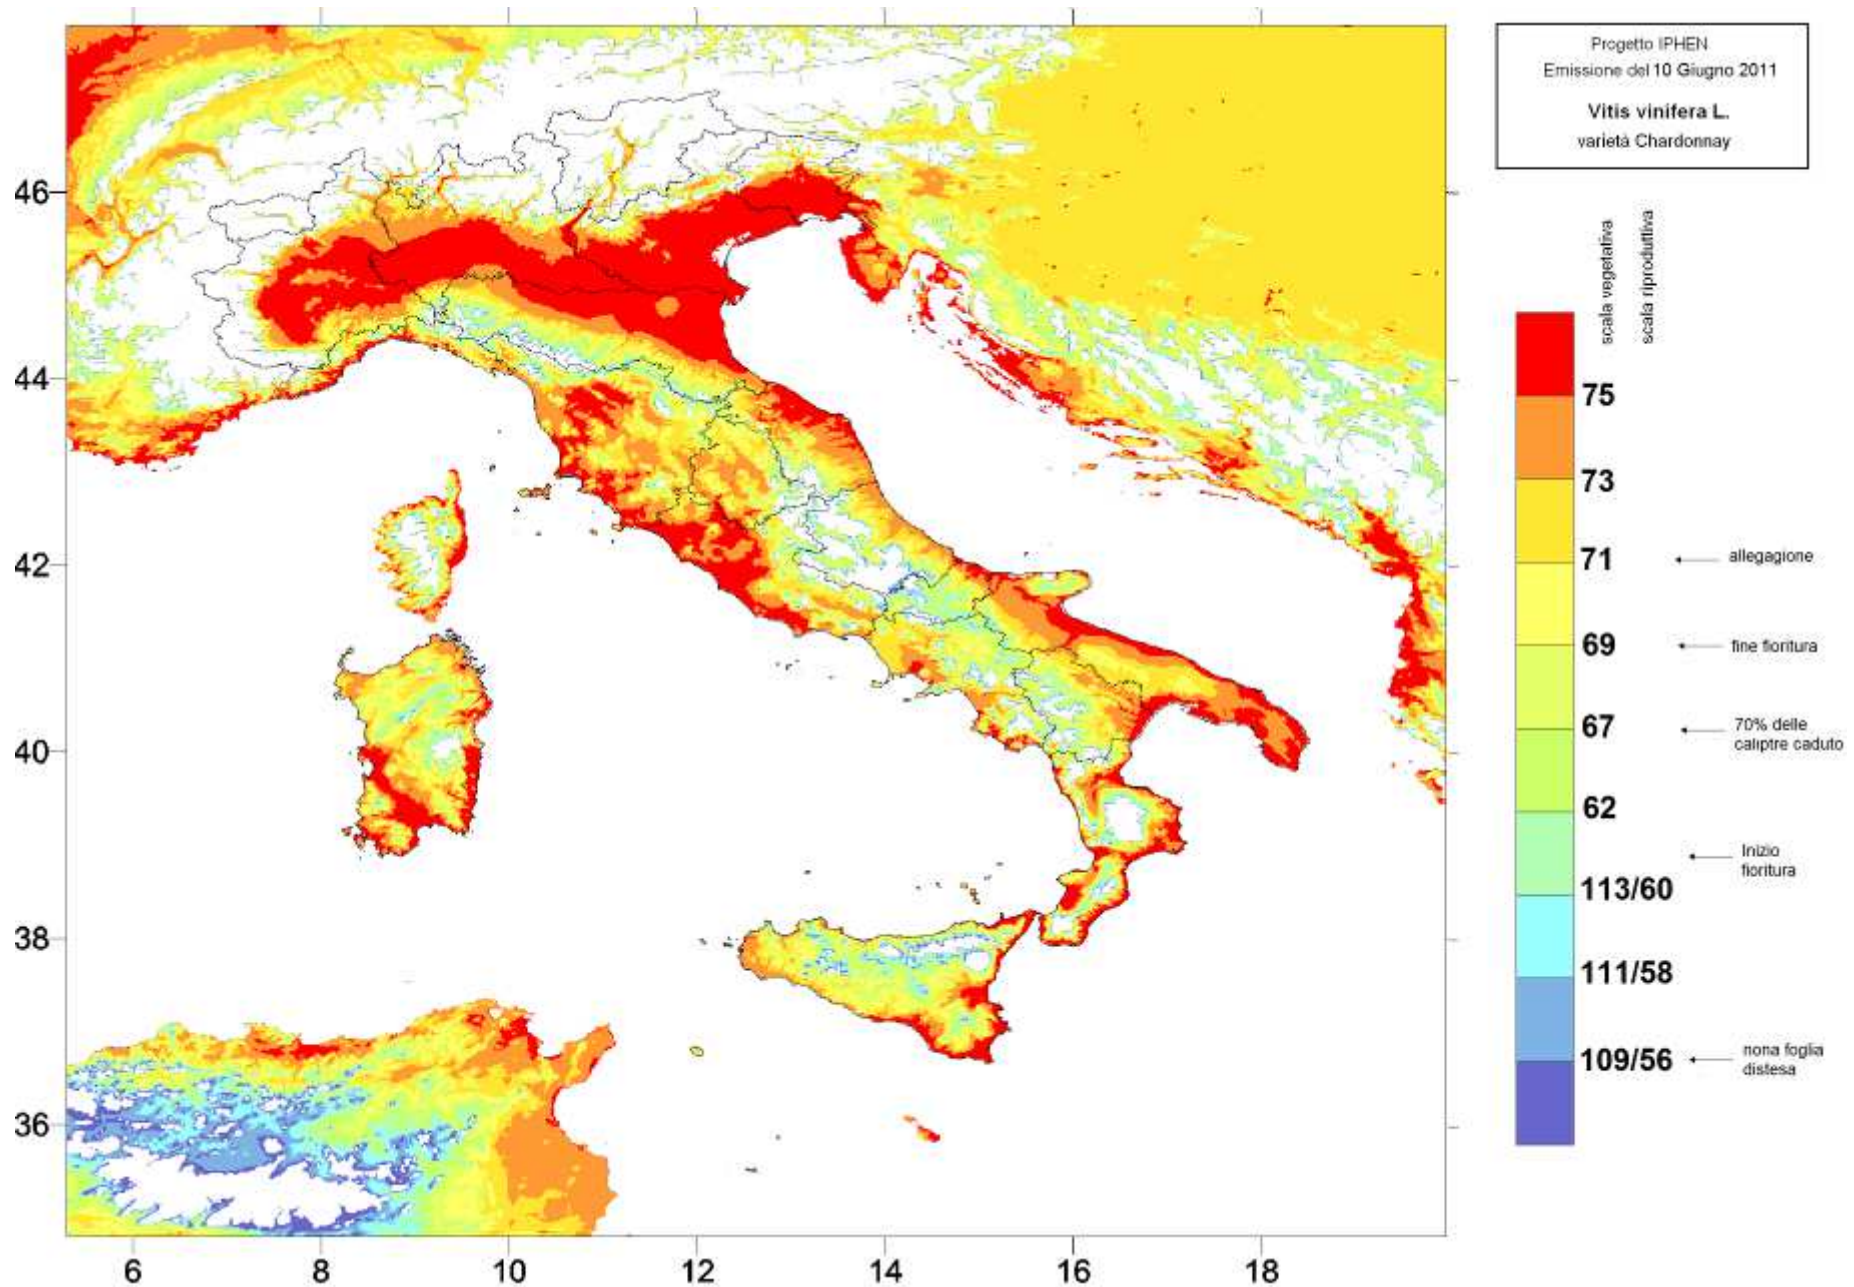 Progetto IPHEN
Emissione del 10 Giugno 2011
Vitis vinifera L.
varietà Chardonnay
scala vegetativa
scala riproduttiva
75
73
71
allegagione
69
fine fioritura
67
70% delle
caliptre caduto
62
Inizio
fioritura
113/60
111/58
109/56
nona foglia
distesa
46
44
42
40
38
36
6
8
10
12
14
16
18